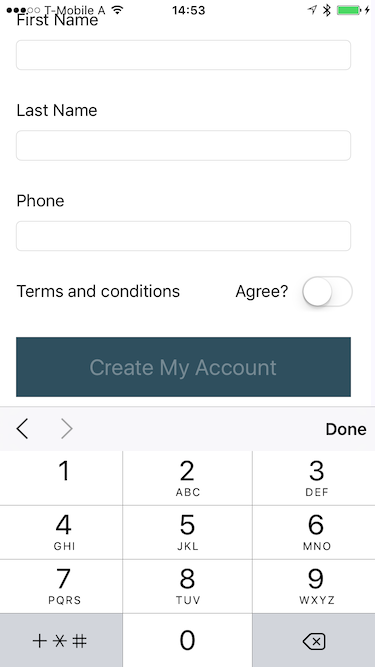 T-Mobile A 14:53
First Name
Last Name
Phone
Terms and conditions Agree?
Create My Account
Done
1 2 3
ABC DEF
4 5 6
GHI JKL MNO
7 8 9
PQRS TUV WXYZ
+*# 0